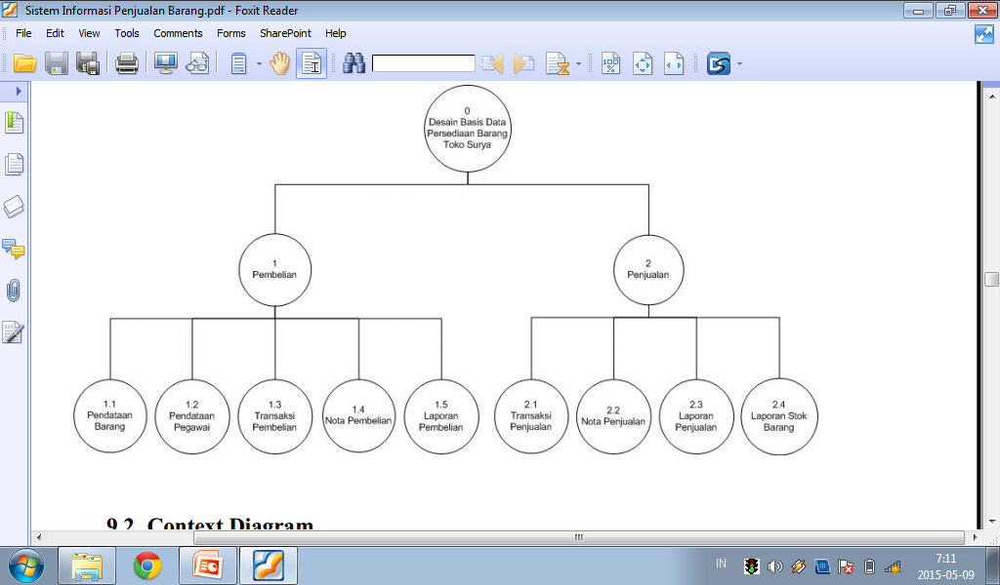 Sistem Informasi Penjualan Barang.pdf - Foxit Reader
File Edit View Tools Comments Forms SharePoint Help
0
Desain Basis Data
Persediaan Barang
Toko Surya
1
Pembelian
2
Penjualan
1.1
Pendataan
Barang
1.2
Pendataan
Pegawai
1.3
Transaksi
Pembelian
1.4
Nota Pembelian
1.5
Laporan
Pembelian
2.1
Transaksi
Penjualan
2.2
Nota Penjualan
2.3
Laporan
Penjualan
2.4
Laporan Stok
Barang
9.2 Context Diagram
IN
7:11
2015-05-09